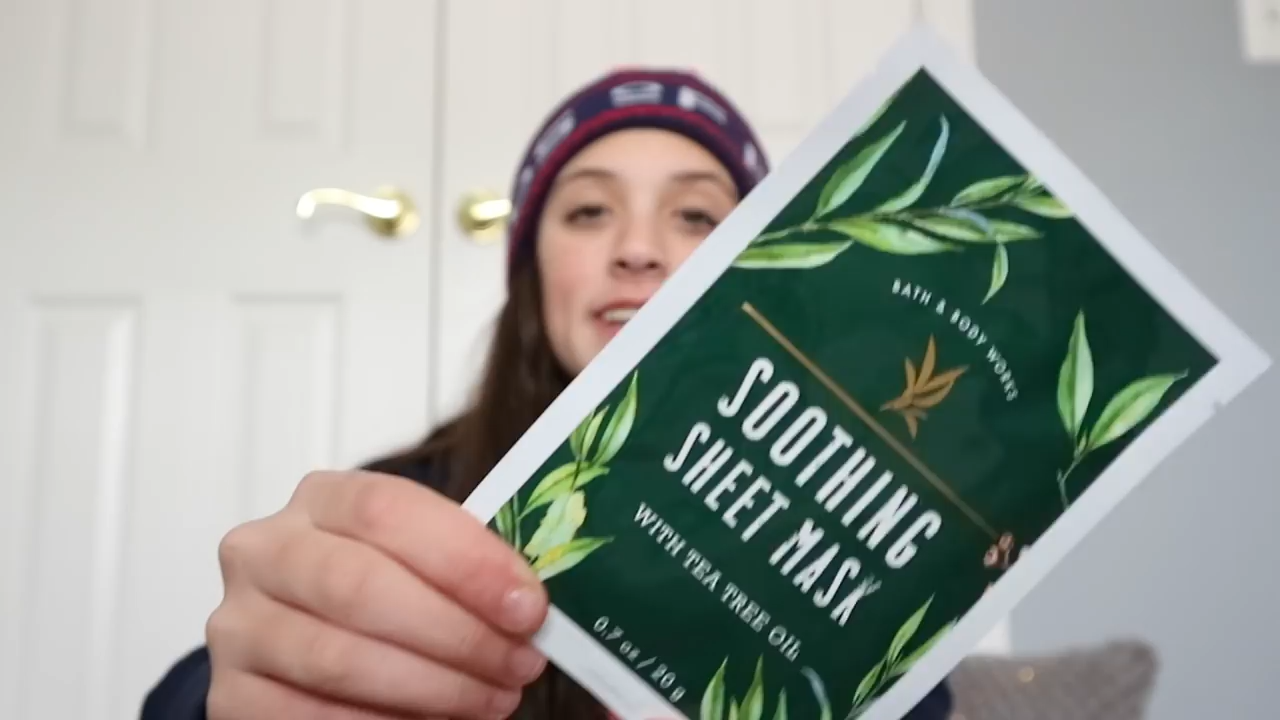 BATH & BODY WORKS
SOOTHING
SHEET MASK
WITH TEA TREE OIL
0.7 oz / 20 g